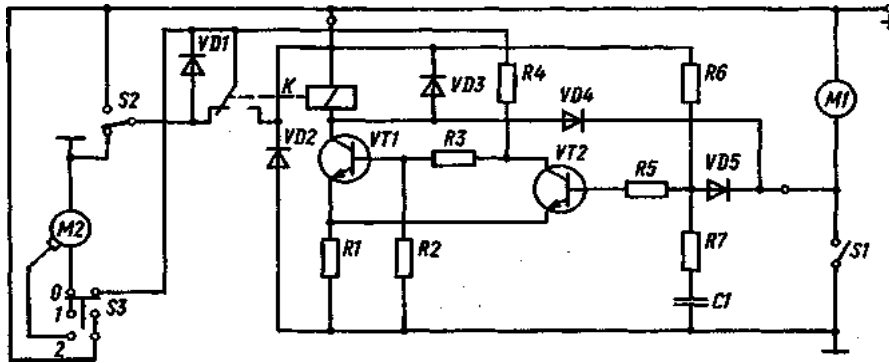 VD1
S2
K
VD2
VT1
VD3
R3
R4
VD4
VT2
R5
R6
VD5
M1
M2
R1
R2
R7
C1
S1
0
1
2
S3